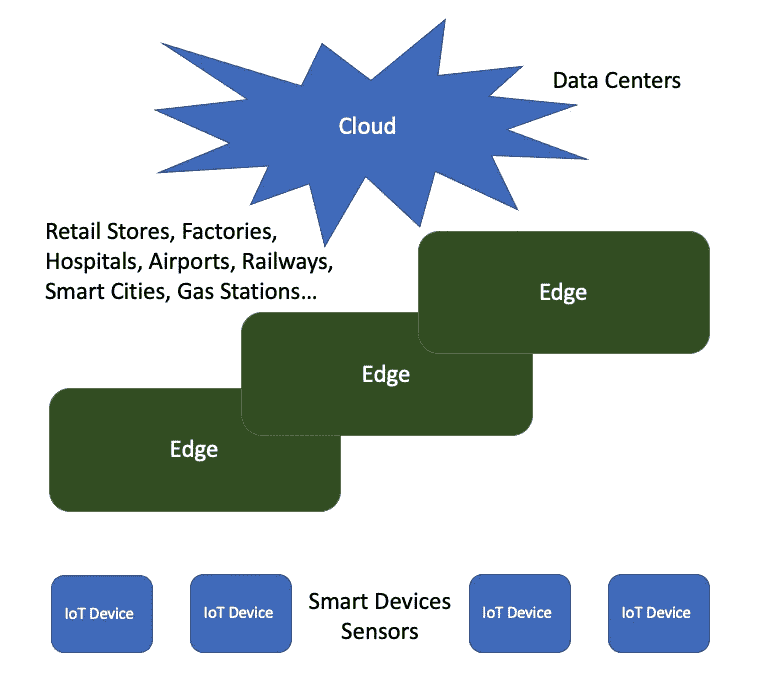 Data Centers
Cloud
Retail Stores, Factories,
Hospitals, Airports, Railways,
Smart Cities, Gas Stations...
Edge
Edge
Edge
IoT Device
IoT Device
Smart Devices
Sensors
IoT Device
IoT Device